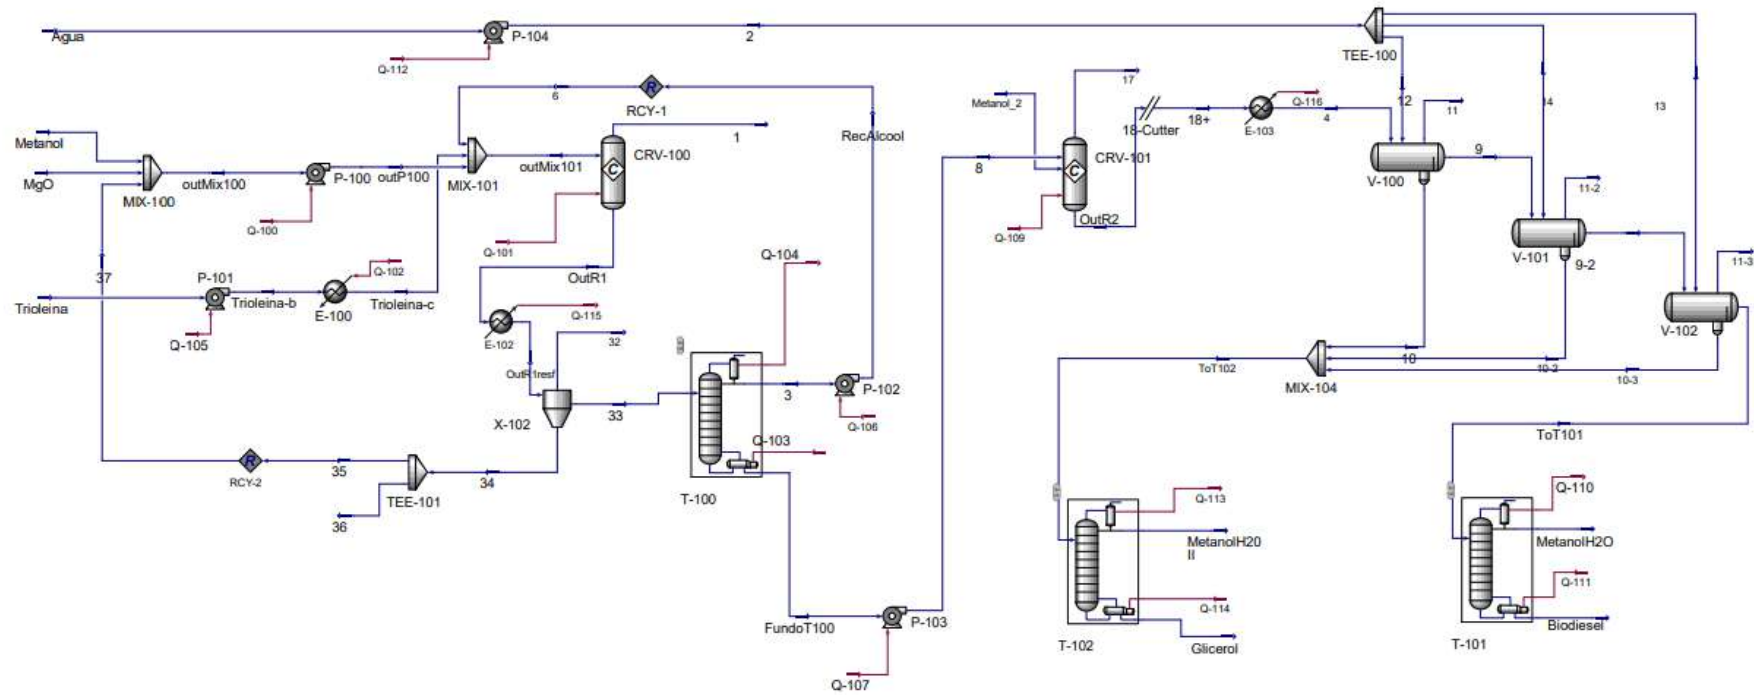 Agua
P-104
2
Q-112
TEE-100
6
RCY-1
1
RecAlcool
Metanol_2
17
18-Cutter
18+
Q-116
E-103
4
12
11
14
13
Metanol
MgO
MIX-100
outMix100
P-100
outP100
Q-100
MIX-101
outMix101
CRV-100
Q-101
8
CRV-101
OutR2
Q-109
V-100
9
11-2
V-101
9-2
11-3
V-102
37
Trioleina
P-101
Trioleina-b
Q-102
E-100
Trioleina-c
Q-105
OutR1
Q-115
E-102
OutR1resf
32
X-102
33
Q-104
3
P-102
Q-106
Q-103
T-100
ToT102
MIX-104
10
10-2
10-3
ToT101
RCY-2
35
TEE-101
34
36
Q-113
MetanolH20
II
Q-114
T-102
Glicerol
Q-110
MetanolH2O
Q-111
Biodiesel
T-101
FundoT100
P-103
Q-107